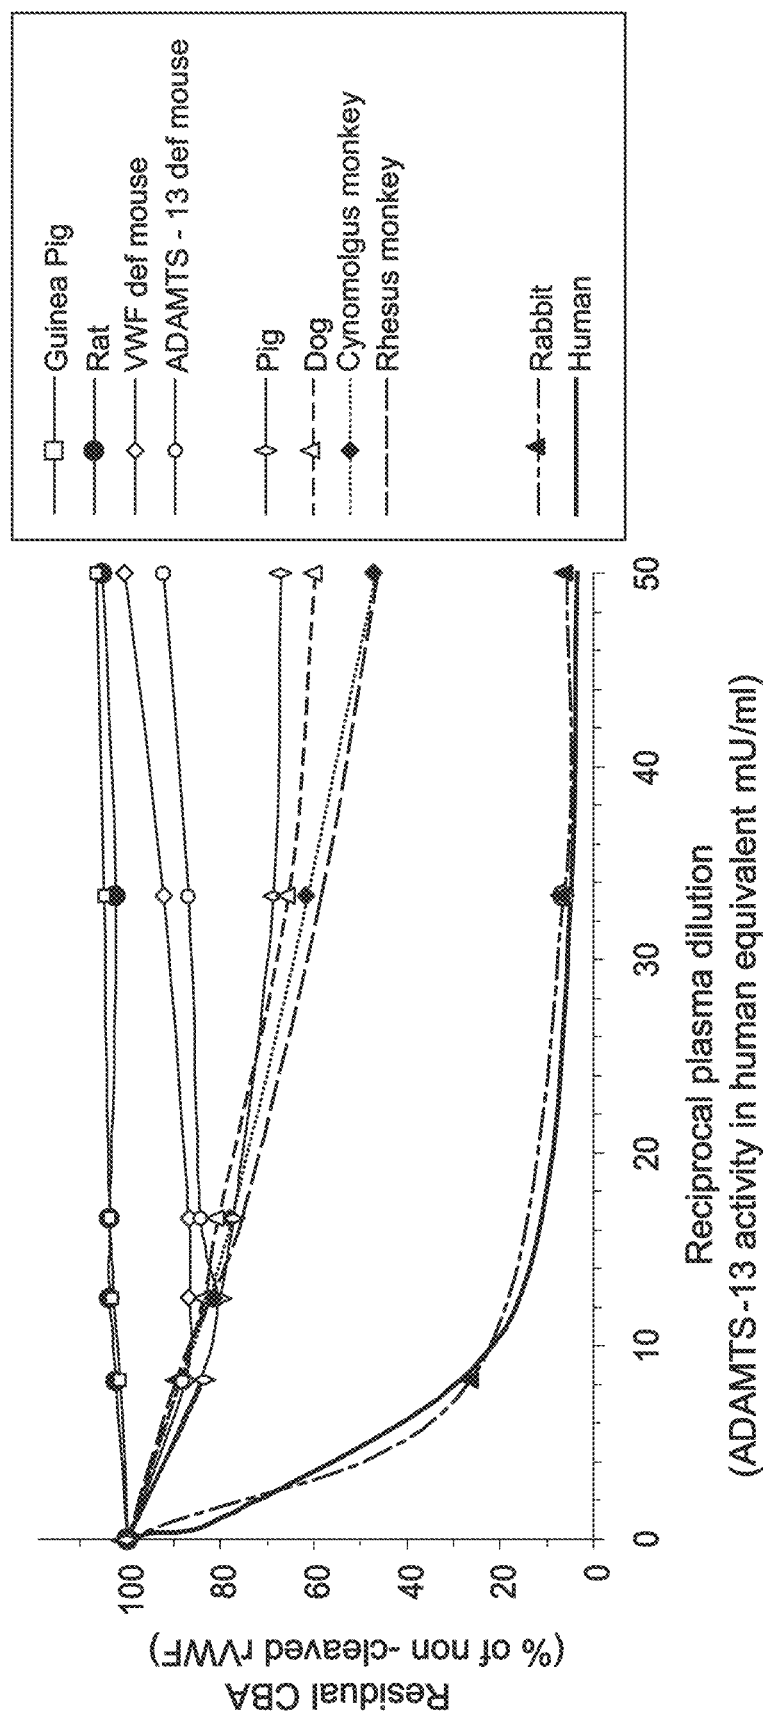 Residual CBA
(% of non-cleaved rVWF)
100
80
60
40
20
0
0
10
20
30
40
50
Reciprocal plasma dilution
(ADAMTS-13 activity in human equivalent mU/ml)
Guinea Pig
Rat
VWF def mouse
ADAMTS - 13 def mouse
Pig
Dog
Cynomolgus monkey
Rhesus monkey
Rabbit
Human